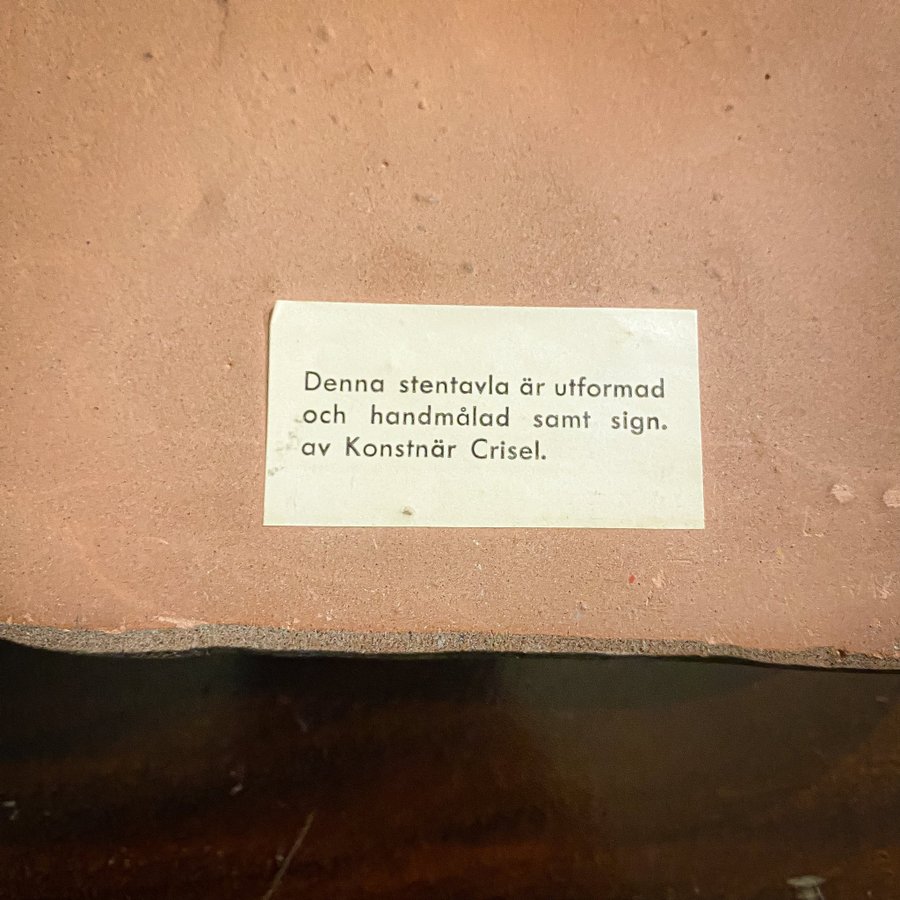 Denna stentavla är utformad
och handmålad samt sign.
av Konstnär Crisel.